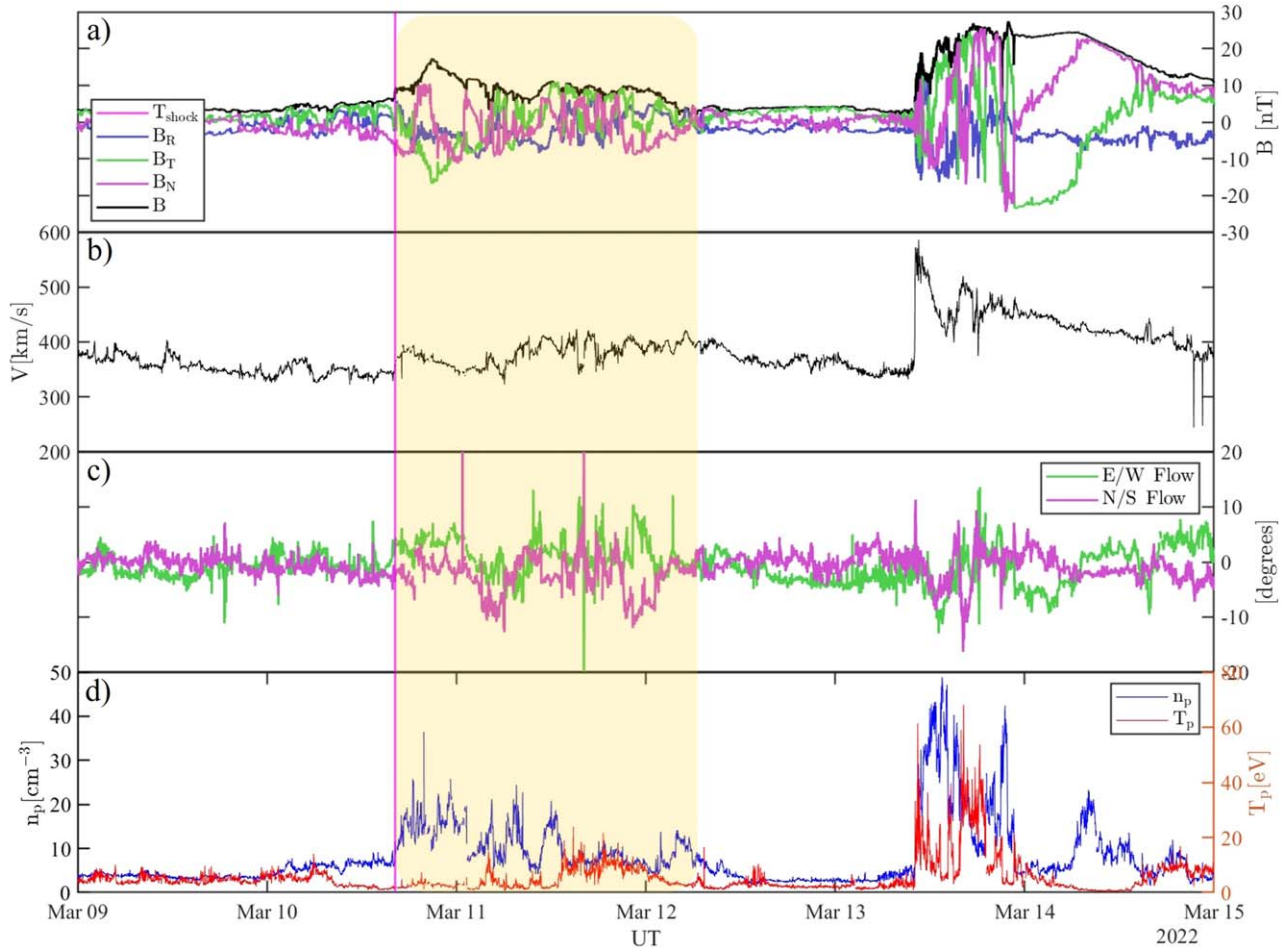 a)
T_shock
B_R
B_T
B_N
B
30
20
10
0
-10
-20
-30
B [nT]
b)
600
500
400
300
200
V[km/s]
c)
E/W Flow
N/S Flow
20
10
0
-10
-20
[degrees]
d)
n_p
T_p
50
40
30
20
10
0
n_p[cm^-3]
80
60
40
20
0
T_p[eV]
Mar 09 Mar 10 Mar 11 Mar 12 Mar 13 Mar 14 Mar 15
UT 2022